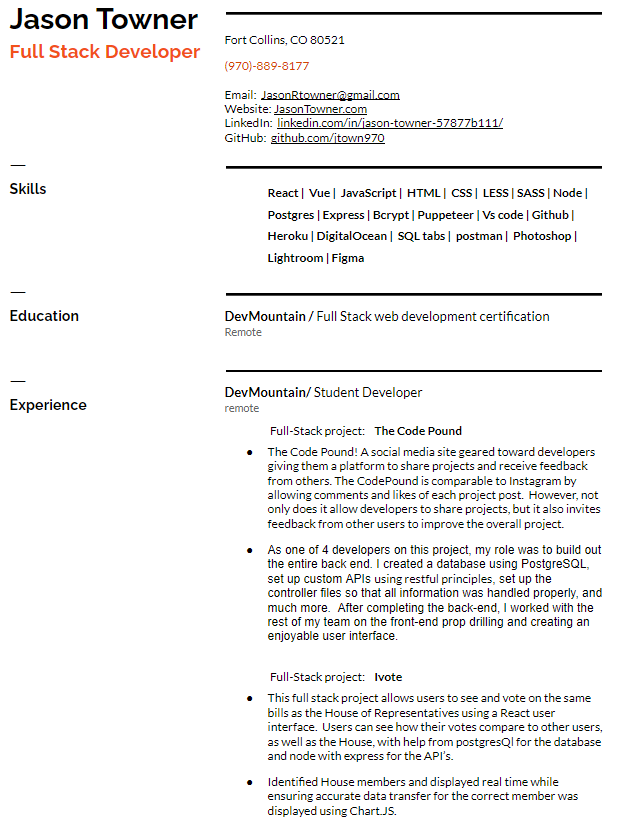 Jason Towner
Full Stack Developer
Fort Collins, CO 80521
(970)-889-8177
Email: JasonRtowner@gmail.com
Website: JasonTowner.com
LinkedIn: linkedin.com/in/jason-towner-57877b111/
GitHub: github.com/jtown970
Skills
React | Vue | JavaScript | HTML | CSS | LESS | SASS | Node |
Postgres | Express | Bcrypt | Puppeteer | Vs code | Github |
Heroku | DigitalOcean | SQL tabs | postman | Photoshop |
Lightroom | Figma
Education
DevMountain / Full Stack web development certification
Remote
Experience
DevMountain/ Student Developer
remote
Full-Stack project: The Code Pound
● The Code Pound! A social media site geared toward developers
giving them a platform to share projects and receive feedback
from others. The CodePound is comparable to Instagram by
allowing comments and likes of each project post. However, not
only does it allow developers to share projects, but it also invites
feedback from other users to improve the overall project.
● As one of 4 developers on this project, my role was to build out
the entire back end. I created a database using PostgreSQL,
set up custom APIs using restful principles, set up the
controller files so that all information was handled properly, and
much more. After completing the back-end, I worked with the
rest of my team on the front-end prop drilling and creating an
enjoyable user interface.
Full-Stack project: Ivote
● This full stack project allows users to see and vote on the same
bills as the House of Representatives using a React user
interface. Users can see how their votes compare to other users,
as well as the House, with help from postgresQl for the database
and node with express for the API's.
● Identified House members and displayed real time while
ensuring accurate data transfer for the correct member was
displayed using Chart.JS.